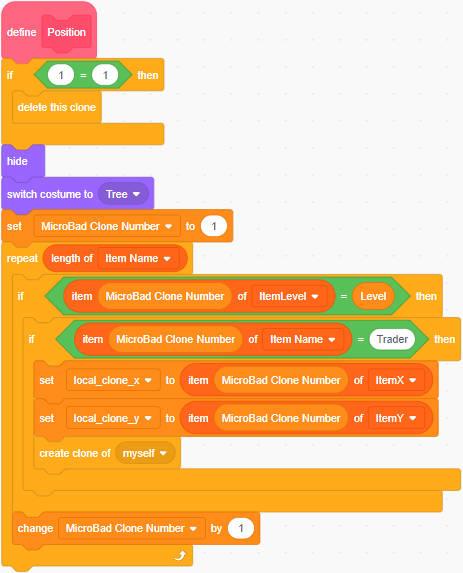 define Position
if 1 = 1 then
delete this clone
hide
switch costume to Tree
set MicroBad Clone Number to 1
repeat length of Item Name
if item MicroBad Clone Number of ItemLevel = Level then
if item MicroBad Clone Number of Item Name = Trader then
set local_clone_x to item MicroBad Clone Number of ItemX
set local_clone_y to item MicroBad Clone Number of ItemY
create clone of myself
change MicroBad Clone Number by 1